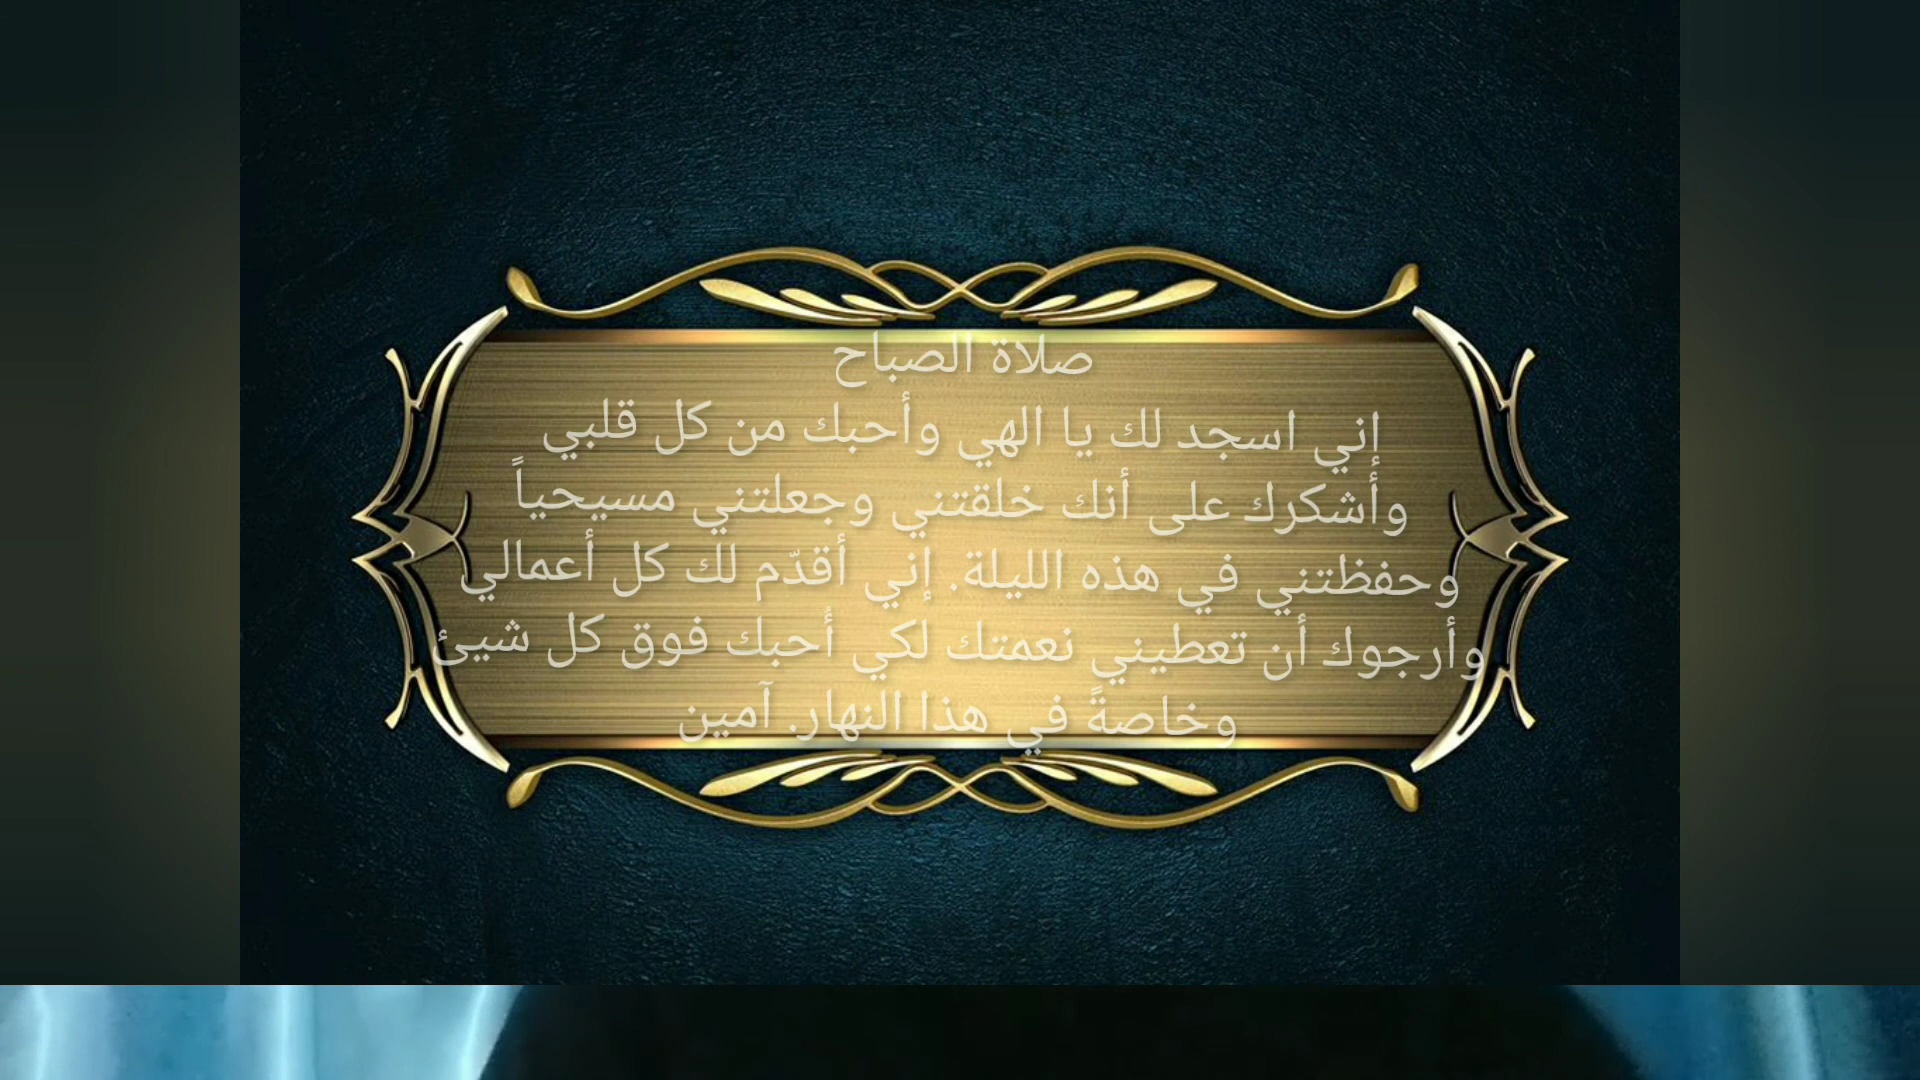 صلاة الصباح
إني اسجد لك يا الهي وأحبك من كل قلبي
وأشكرك على أنك خلقتني وجعلتني مسيحياً
وحفظتني في هذه الليلة. إني أقدّم لك كل أعمالي
وأرجوك أن تعطيني نعمتك لكي أحبك فوق كل شيئ
وخاصةً في هذا النهار. آمين